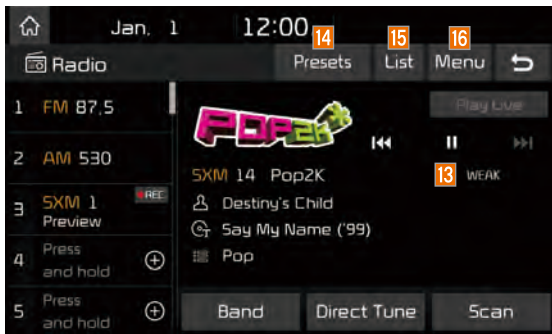 Jan. 1 12:00
14 15 16
Radio Presets List Menu
1 FM 87.5
2 AM 530
3 SXM 1 REC
Preview
4 Press
and hold
5 Press
and hold
POP2K
Play Live
13 WEAK
SXM 14 Pop2K
Destiny's Child
Say My Name ('99)
Pop
Band Direct Tune Scan